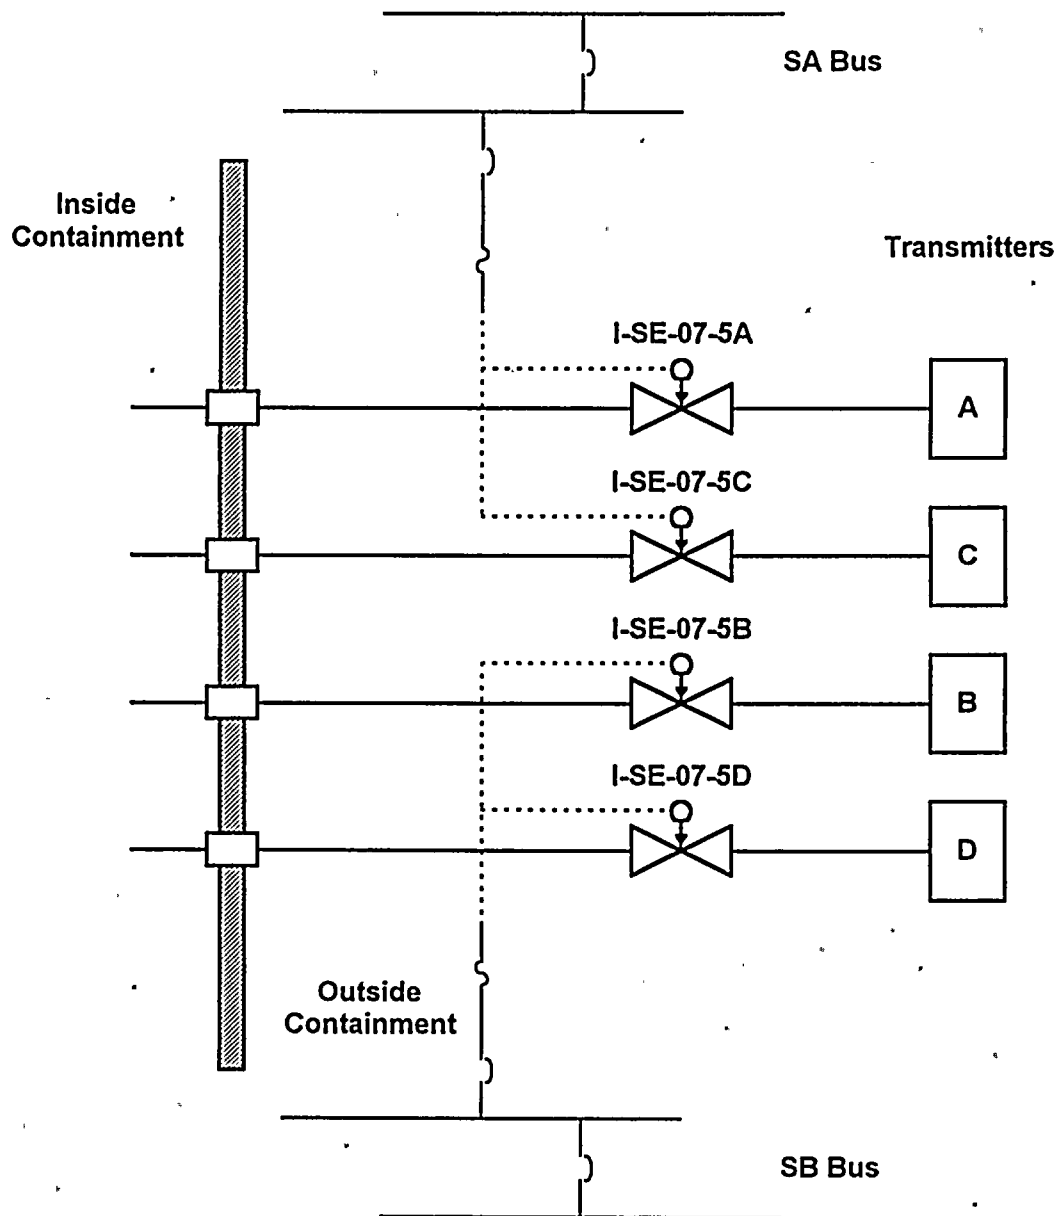 SA Bus
Inside
Containment
Transmitters
I-SE-07-5A
A
I-SE-07-5C
C
I-SE-07-5B
B
I-SE-07-5D
D
Outside
Containment
SB Bus